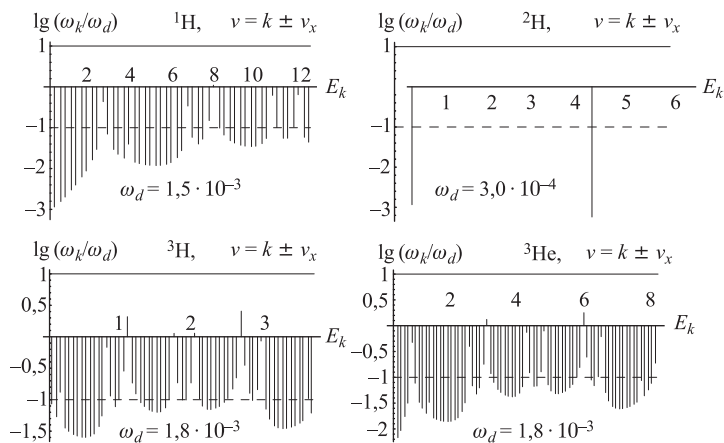 lg (ω_k/ω_d) ¹H, ν = k ± ν_x
1
2 4 6 8 10 12 E_k
−1
−2
ω_d = 1,5 · 10⁻³
−3
lg (ω_k/ω_d) ²H, ν = k ± ν_x
1
E_k
1 2 3 4 5 6
−1
−2
ω_d = 3,0 · 10⁻⁴
−3
lg (ω_k/ω_d) ³H, ν = k ± ν_x
1
0,5
1 2 3 E_k
−0,5
−1
−1,5
ω_d = 1,8 · 10⁻³
lg (ω_k/ω_d) ³He, ν = k ± ν_x
1
0,5
2 4 6 8 E_k
−0,5
−1
−1,5
−2
ω_d = 1,8 · 10⁻³